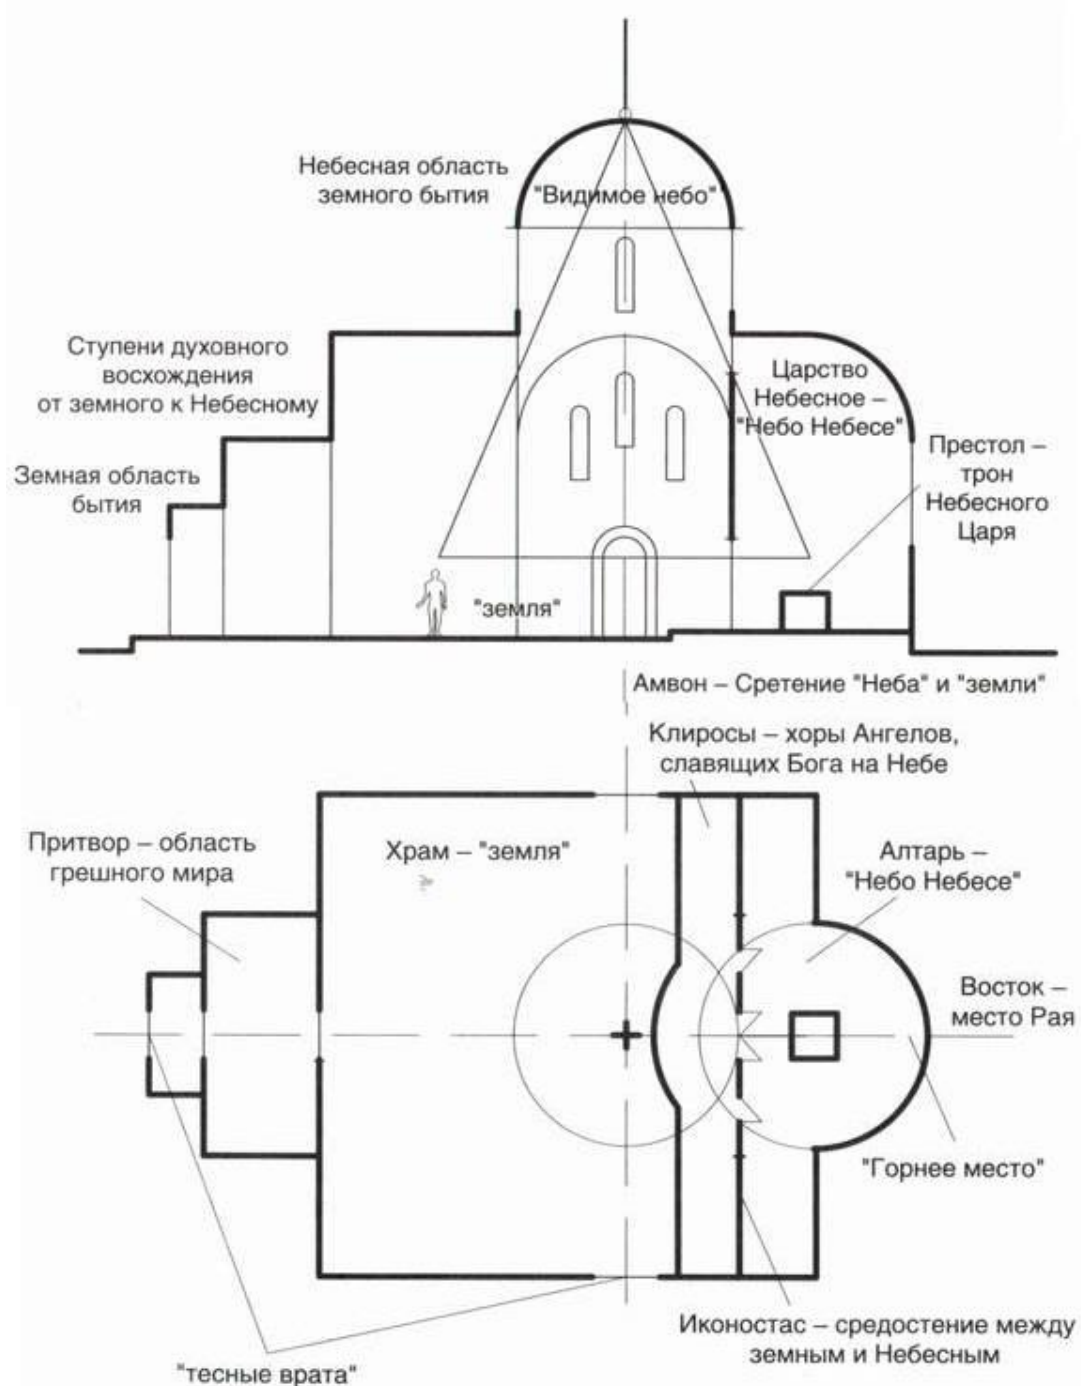 Небесная область
земного бытия
"Видимое небо"
Ступени духовного
восхождения
от земного к Небесному
Царство
Небесное –
"Небо Небесе"
Земная область
бытия
Престол –
трон
Небесного
Царя
"земля"
Амвон – Сретение "Неба" и "земли"
Клиросы – хоры Ангелов,
славящих Бога на Небе
Притвор – область
грешного мира
Храм – "земля"
Алтарь –
"Небо Небесе"
Восток –
место Рая
"Горнее место"
Иконостас – средостение между
земным и Небесным
"тесные врата"